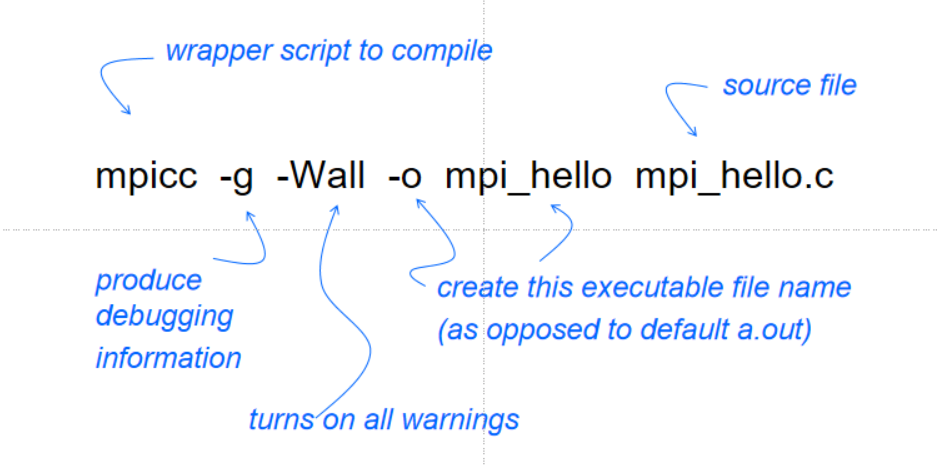 wrapper script to compile
source file
mpicc -g -Wall -o mpi_hello mpi_hello.c
produce
debugging
information
create this executable file name
(as opposed to default a.out)
turns on all warnings